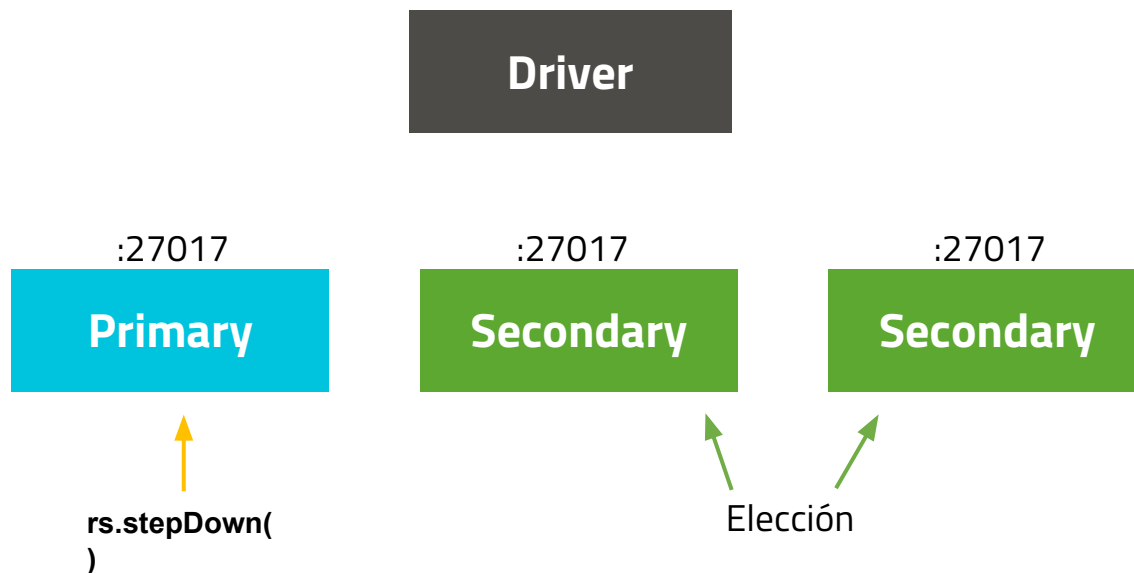 Driver
:27017
:27017
:27017
Primary
Secondary
Secondary
rs.stepDown(
)
Elección